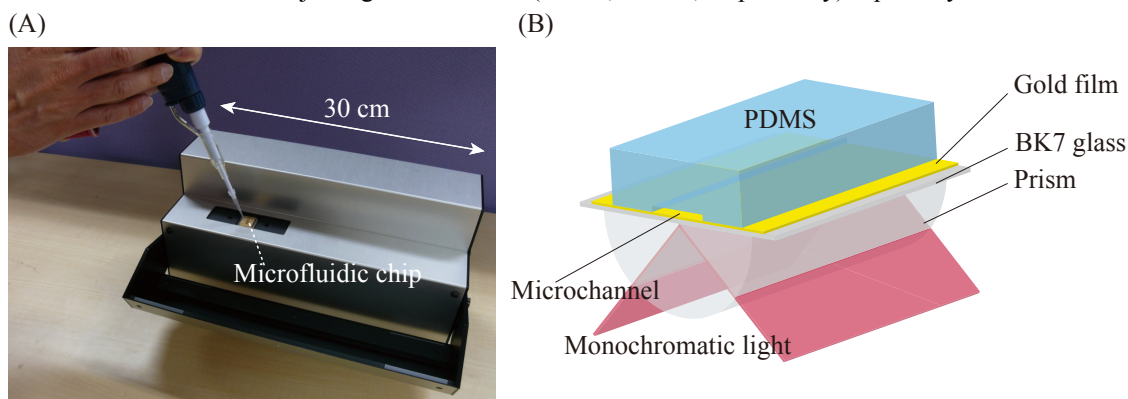 (A)
(B)
30 cm
Microfluidic chip
PDMS
Gold film
BK7 glass
Prism
Microchannel
Monochromatic light